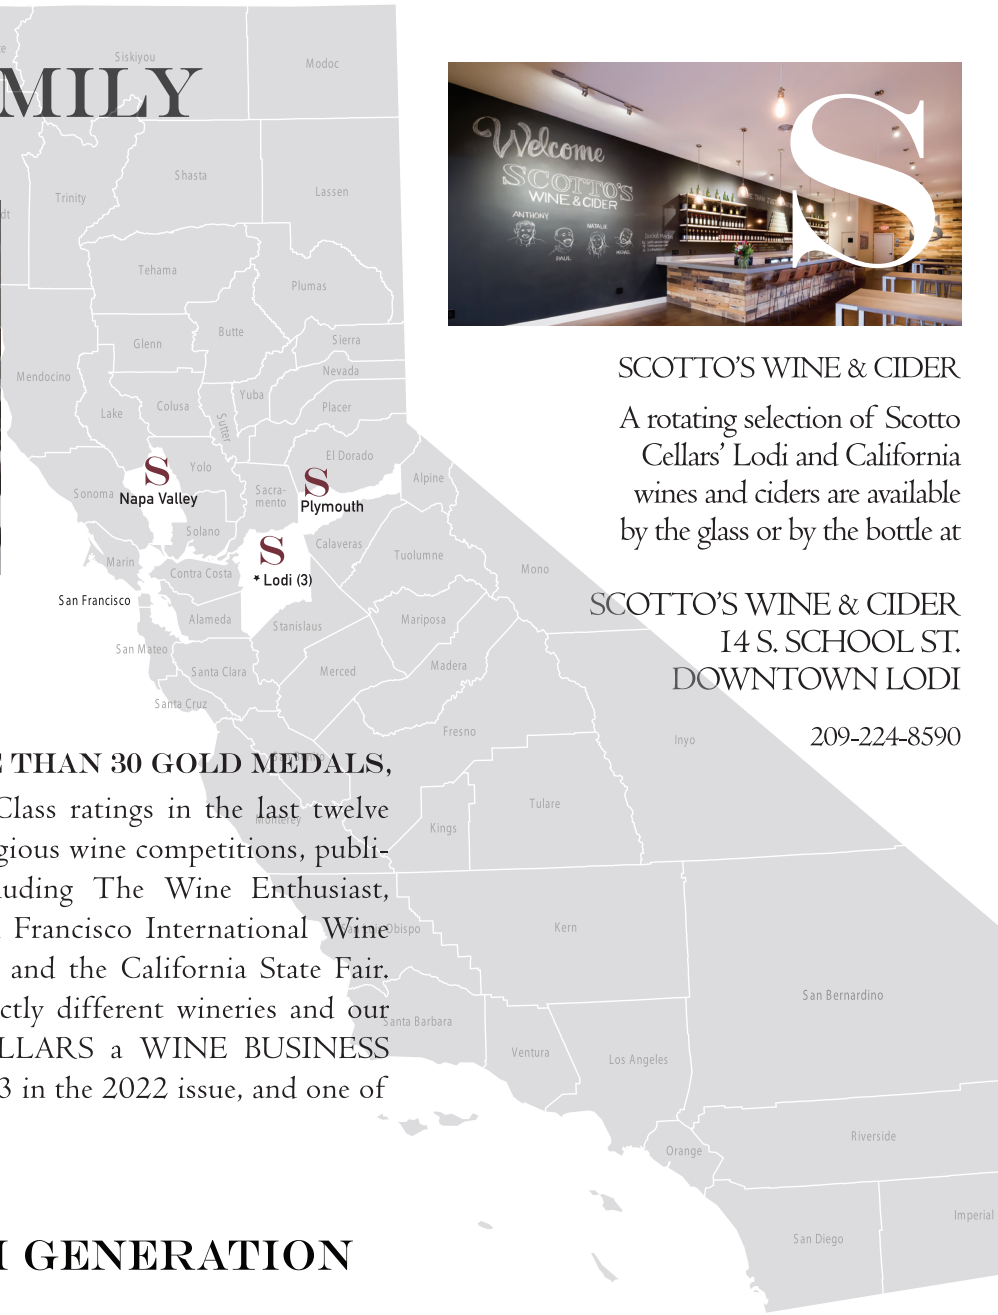 MILY
Siskiyou
Modoc
Shasta
Trinity
Lassen
Tehama
Plumas
Butte
Glenn
Sierra
Mendocino
Nevada
Yuba
Lake
Colusa
Sutter
Placer
El Dorado
Yolo
Sonoma
S
Napa Valley
Sacra-
mento
S
Plymouth
Alpine
Solano
S
* Lodi (3)
Calaveras
Marin
Contra Costa
Tuolumne
Mono
San Francisco
Alameda
Stanislaus
Mariposa
San Mateo
Santa Clara
Merced
Madera
Santa Cruz
Fresno
Inyo
Monterey
Kings
Tulare
Obispo
Kern
San Bernardino
Santa Barbara
Ventura
Los Angeles
Orange
Riverside
San Diego
Imperial
Welcome
SCOTTO'S
WINE & CIDER
ANTHONY
PAUL
NATALIE
S
SCOTTO'S WINE & CIDER
A rotating selection of Scotto
Cellars' Lodi and California
wines and ciders are available
by the glass or by the bottle at
SCOTTO'S WINE & CIDER
14 S. SCHOOL ST.
DOWNTOWN LODI
209-224-8590
E THAN 30 GOLD MEDALS,
Class ratings in the last twelve
gious wine competitions, publi-
luding The Wine Enthusiast,
Francisco International Wine
and the California State Fair.
ctly different wineries and our
LLARS a WINE BUSINESS
3 in the 2022 issue, and one of
GENERATION